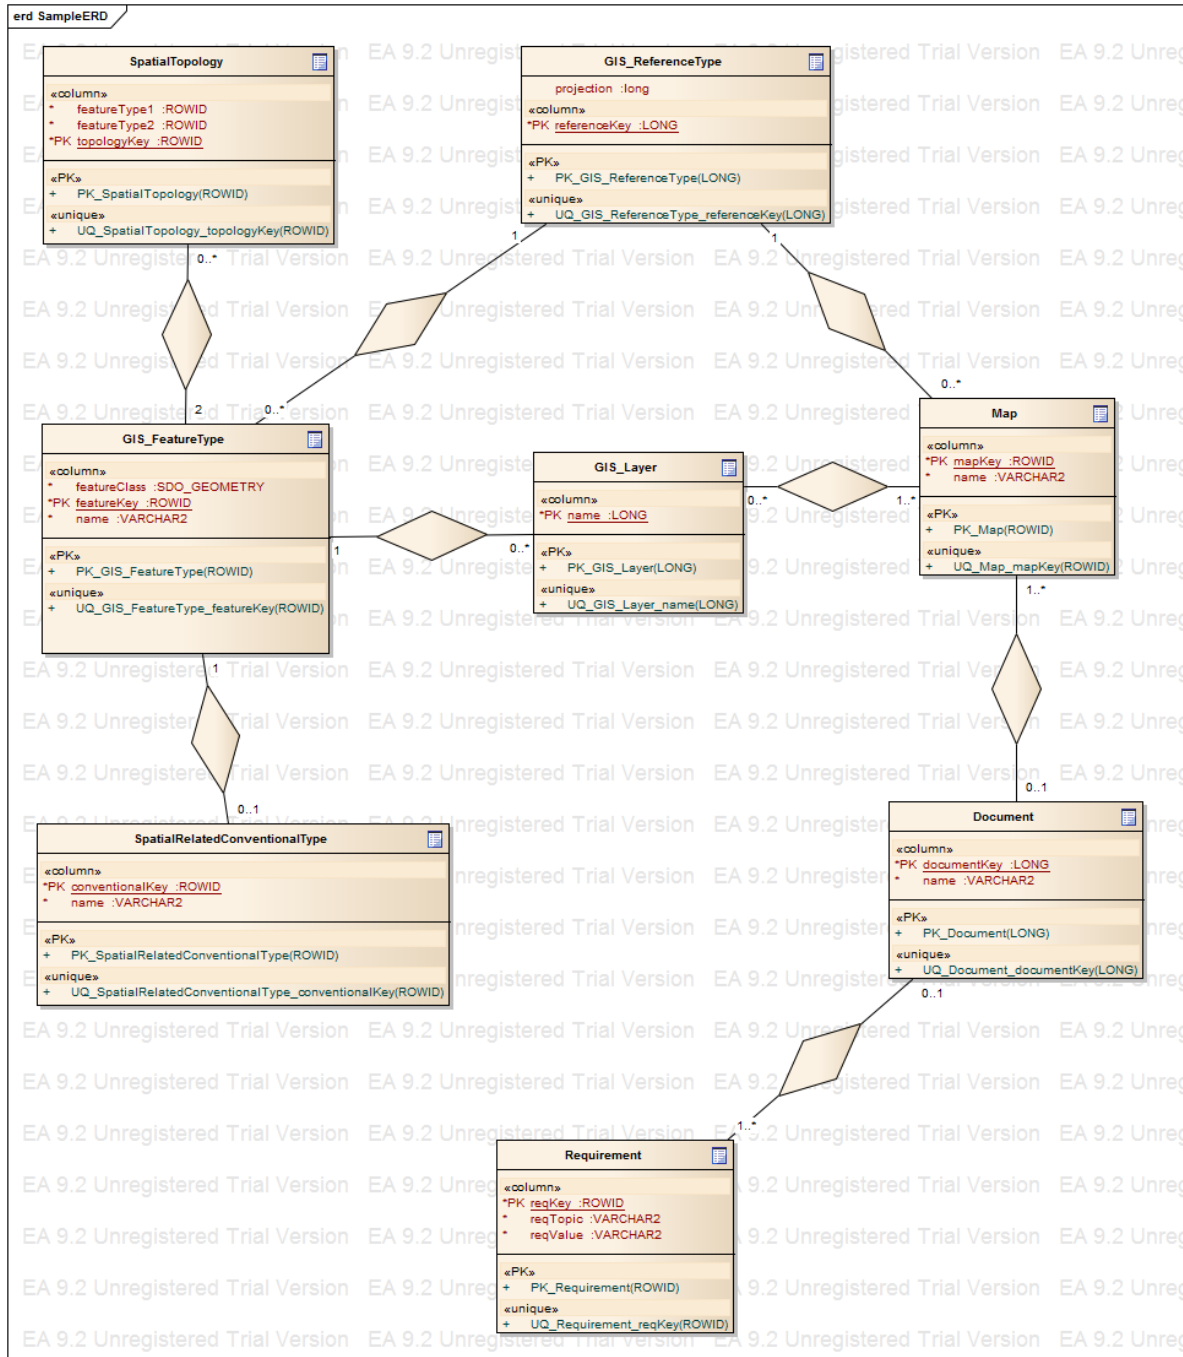 erd SampleERD
SpatialTopology
«column»
* featureType1 :ROWID
* featureType2 :ROWID
*PK topologyKey :ROWID
«PK»
+ PK_SpatialTopology(ROWID)
«unique»
+ UQ_SpatialTopology_topologyKey(ROWID)
GIS_ReferenceType
projection :long
«column»
*PK referenceKey :LONG
«PK»
+ PK_GIS_ReferenceType(LONG)
«unique»
+ UQ_GIS_ReferenceType_referenceKey(LONG)
0..*
2
1
0..*
1
0..*
GIS_FeatureType
«column»
* featureClass :SDO_GEOMETRY
*PK featureKey :ROWID
* name :VARCHAR2
«PK»
+ PK_GIS_FeatureType(ROWID)
«unique»
+ UQ_GIS_FeatureType_featureKey(ROWID)
1
0..*
GIS_Layer
«column»
*PK name :LONG
«PK»
+ PK_GIS_Layer(LONG)
«unique»
+ UQ_GIS_Layer_name(LONG)
0..*
1..*
Map
«column»
*PK mapKey :ROWID
* name :VARCHAR2
«PK»
+ PK_Map(ROWID)
«unique»
+ UQ_Map_mapKey(ROWID)
1
0..1
1..*
0..1
SpatialRelatedConventionalType
«column»
*PK conventionalKey :ROWID
* name :VARCHAR2
«PK»
+ PK_SpatialRelatedConventionalType(ROWID)
«unique»
+ UQ_SpatialRelatedConventionalType_conventionalKey(ROWID)
Document
«column»
*PK documentKey :LONG
* name :VARCHAR2
«PK»
+ PK_Document(LONG)
«unique»
+ UQ_Document_documentKey(LONG)
0..1
1..*
Requirement
«column»
*PK reqKey :ROWID
* reqTopic :VARCHAR2
* reqValue :VARCHAR2
«PK»
+ PK_Requirement(ROWID)
«unique»
+ UQ_Requirement_reqKey(ROWID)
EA 9.2 Unregistered Trial Version